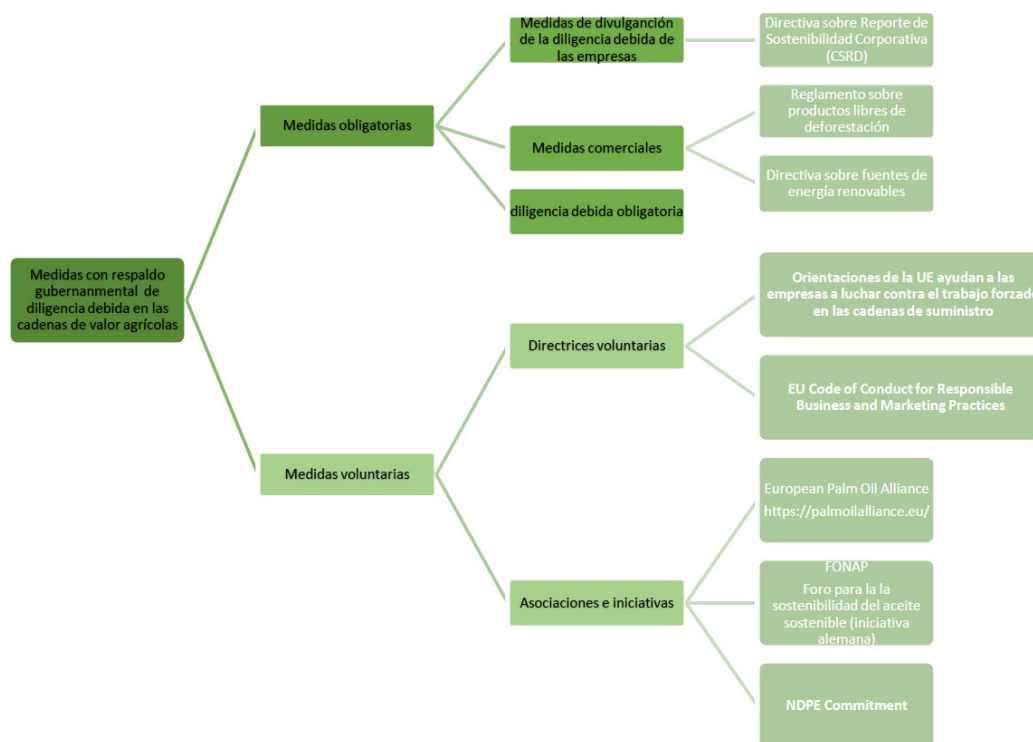 Medidas con respaldo
gubernanmental de
diligencia debida en las
cadenas de valor agrícolas
Medidas obligatorias
Medidas de divulganción
de la diligencia debida de
las empresas
Directiva sobre Reporte de
Sostenibilidad Corporativa
(CSRD)
Medidas comerciales
Reglamento sobre
productos libres de
deforestación
Directiva sobre fuentes de
energía renovables
diligencia debida obligatoria
Medidas voluntarias
Directrices voluntarias
Orientaciones de la UE ayudan a las
empresas a luchar contra el trabajo forzado
en las cadenas de suministro
EU Code of Conduct for Responsible
Business and Marketing Practices
Asociaciones e iniciativas
European Palm Oil Alliance
https://palmoilalliance.eu/
FONAP
Foro para la la
sostenibilidad del aceite
sostenible (iniciativa
alemana)
NDPE Commitment